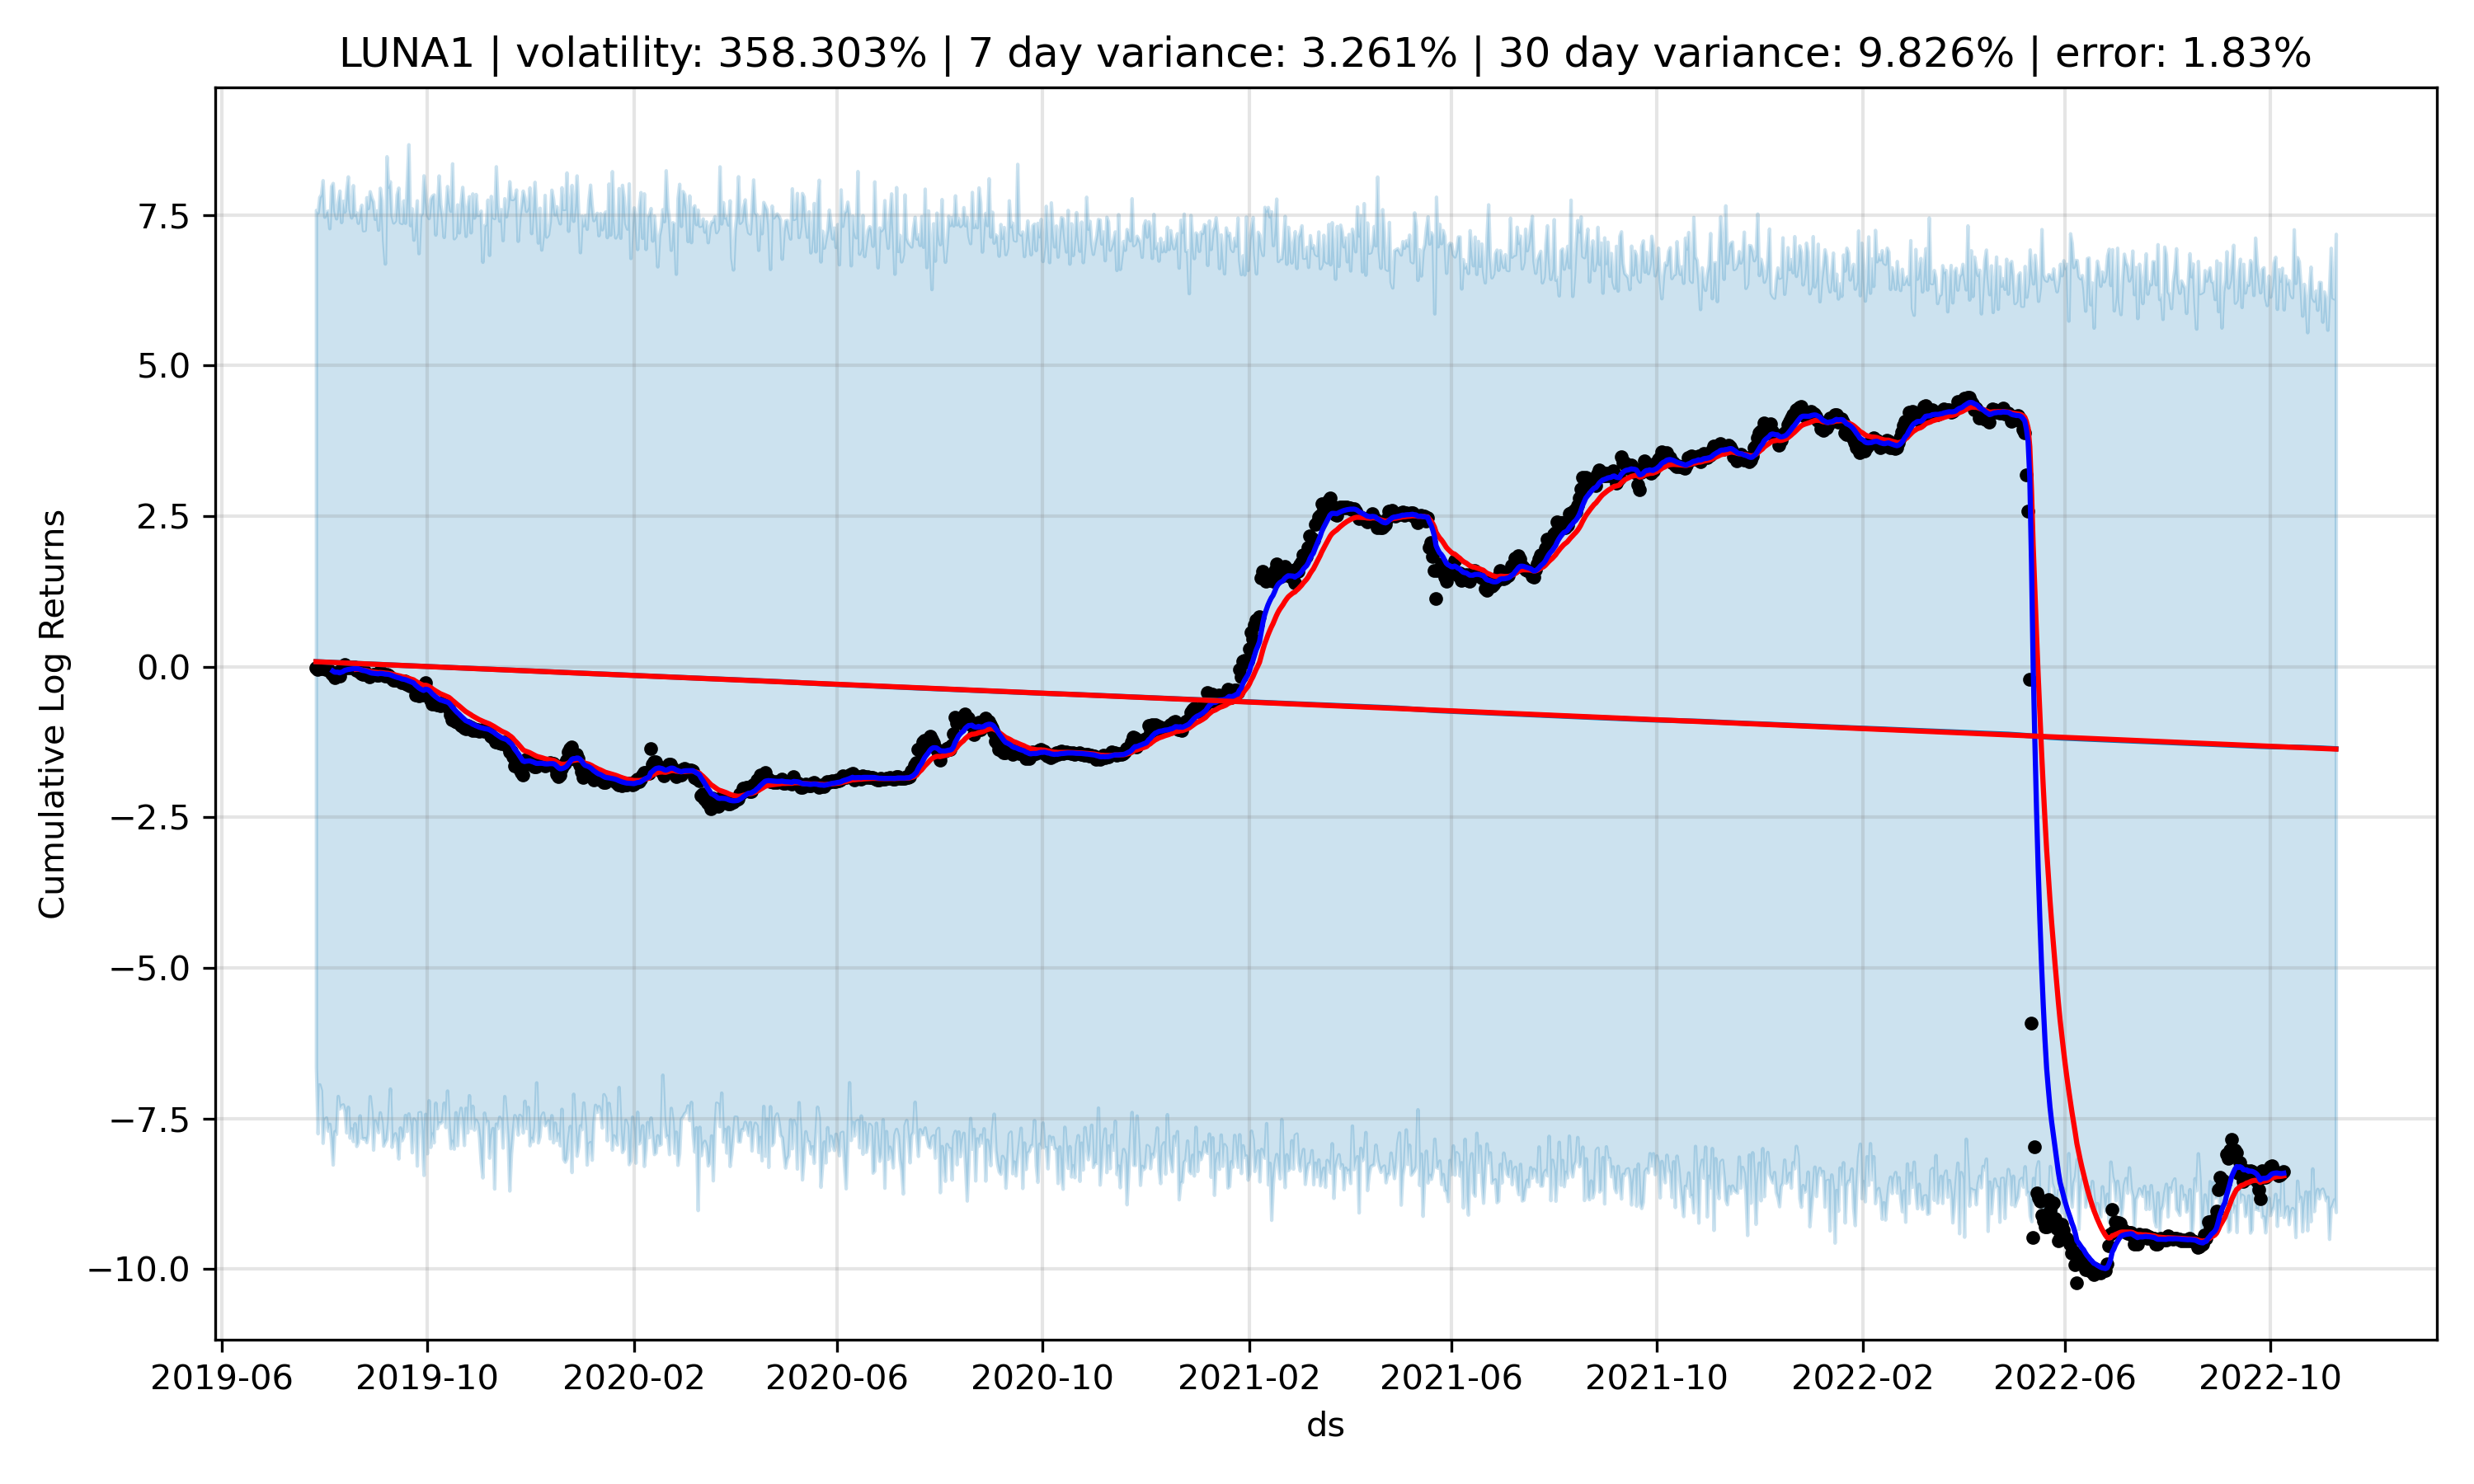 LUNA1 | volatility: 358.303% | 7 day variance: 3.261% | 30 day variance: 9.826% | error: 1.83%
Cumulative Log Returns
7.5
5.0
2.5
0.0
−2.5
−5.0
−7.5
−10.0
2019-06 2019-10 2020-02 2020-06 2020-10 2021-02 2021-06 2021-10 2022-02 2022-06 2022-10
ds